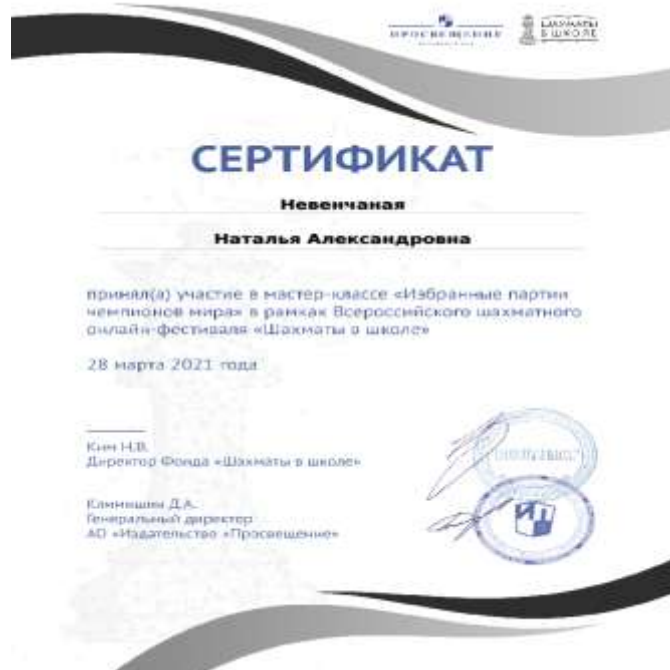 ПРОСВЕЩЕНИЕ
ШАХМАТЫ
В ШКОЛЕ
СЕРТИФИКАТ
Невенчаная
Наталья Александровна
принял(а) участие в мастер-классе «Избранные партии
чемпионов мира» в рамках Всероссийского шахматного
онлайн-фестиваля «Шахматы в школе»
28 марта 2021 года
Ким Н.В.
Директор Фонда «Шахматы в школе»
Климишин Д.А.
Генеральный директор
АО «Издательство «Просвещение»